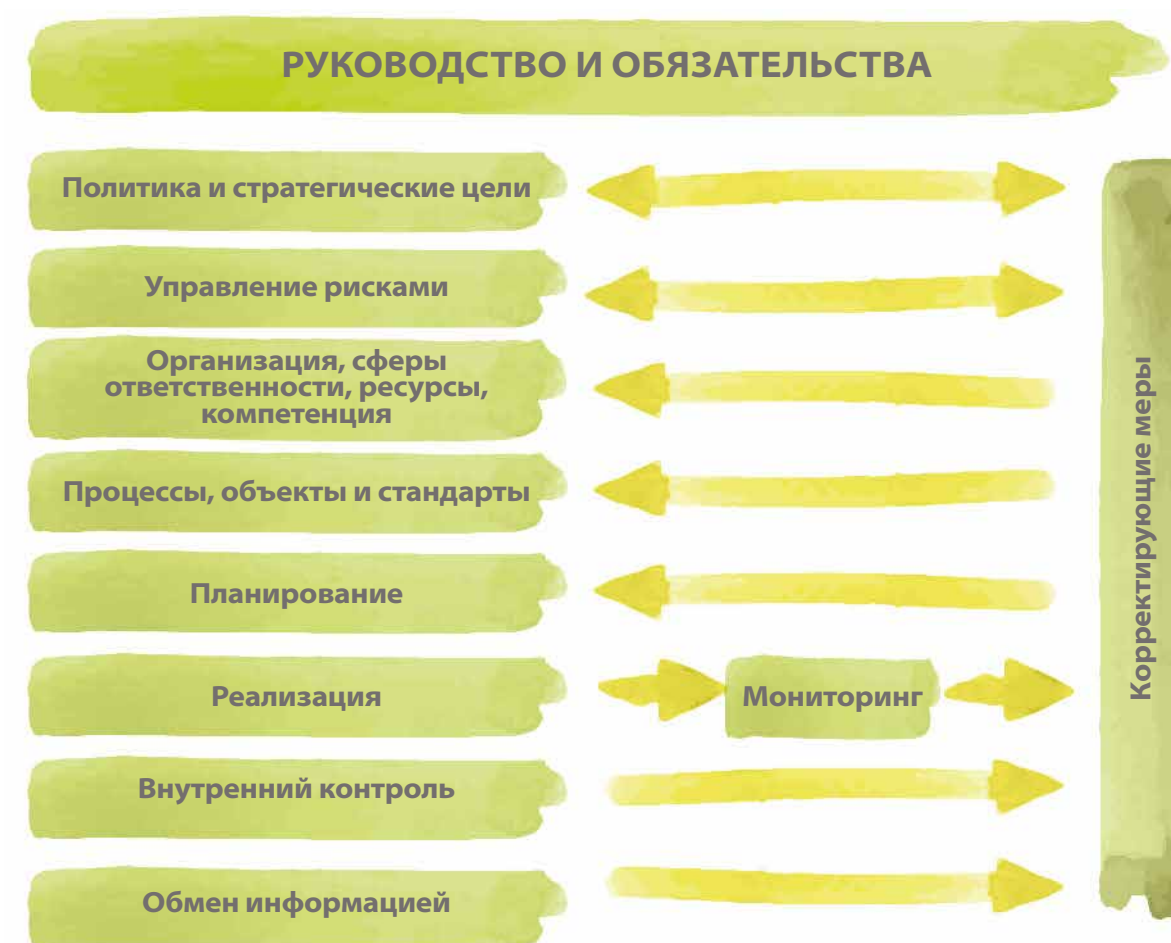 РУКОВОДСТВО И ОБЯЗАТЕЛЬСТВА
Политика и стратегические цели
Управление рисками
Организация, сферы
ответственности, ресурсы,
компетенция
Процессы, объекты и стандарты
Планирование
Реализация
Мониторинг
Внутренний контроль
Обмен информацией
Корректирующие меры